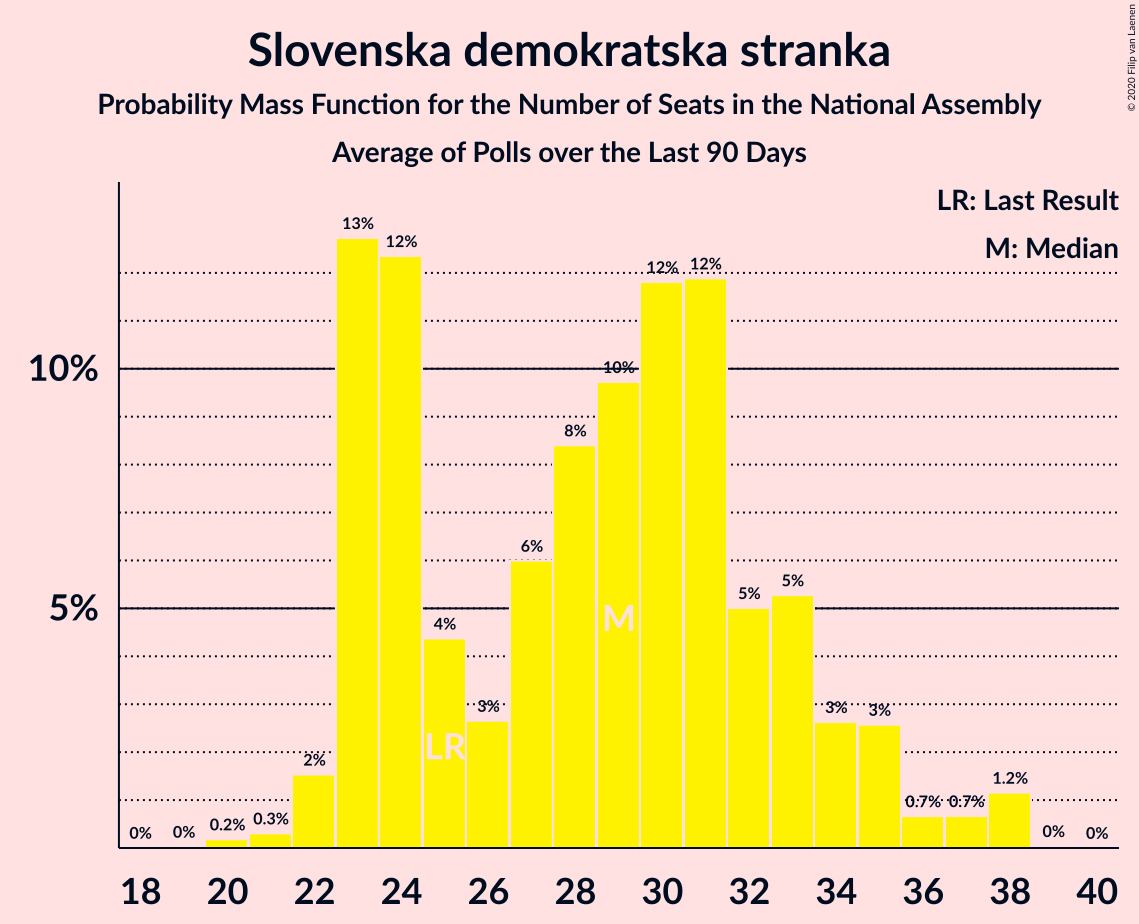 Slovenska demokratska stranka
Probability Mass Function for the Number of Seats in the National Assembly
Average of Polls over the Last 90 Days
© 2020 Filip van Laenen
LR: Last Result
M: Median
10%
5%
0%
0%
0.2%
0.3%
2%
13%
12%
4%
3%
6%
8%
10%
12%
12%
5%
5%
3%
3%
0.7%
0.7%
1.2%
0%
0%
LR
M
18 20 22 24 26 28 30 32 34 36 38 40